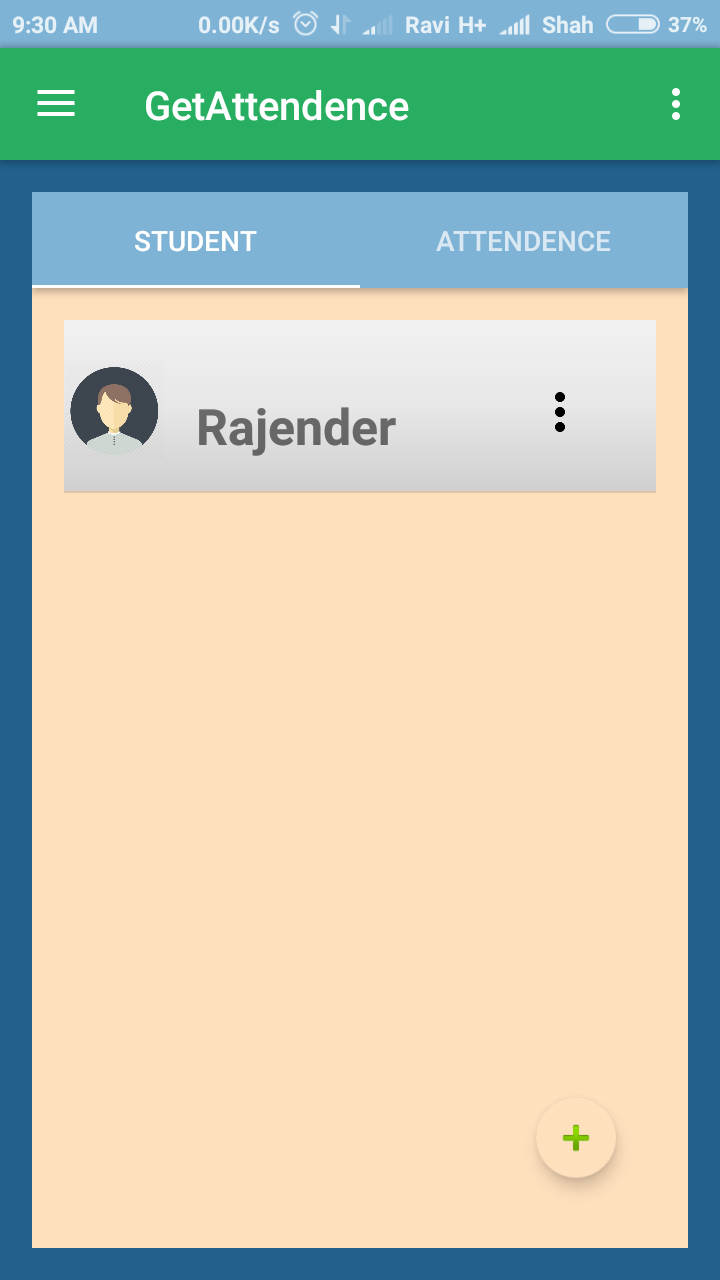 9:30 AM 0.00K/s Ravi H+ Shah 37%
GetAttendence
STUDENT ATTENDENCE
Rajender